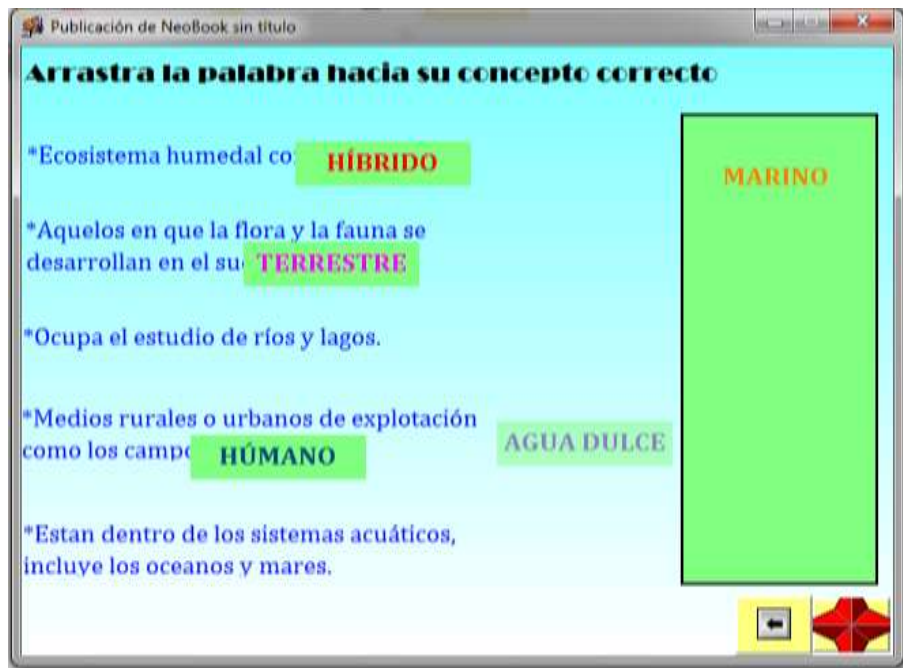 Publicación de NeoBook sin título
Arrastra la palabra hacia su concepto correcto
*Ecosistema humedal co
HÍBRIDO
MARINO
*Aquelos en que la flora y la fauna se
desarrollan en el su
TERRESTRE
*Ocupa el estudio de ríos y lagos.
*Medios rurales o urbanos de explotación
como los camp
HÚMANO
AGUA DULCE
*Estan dentro de los sistemas acuáticos,
incluye los oceanos y mares.